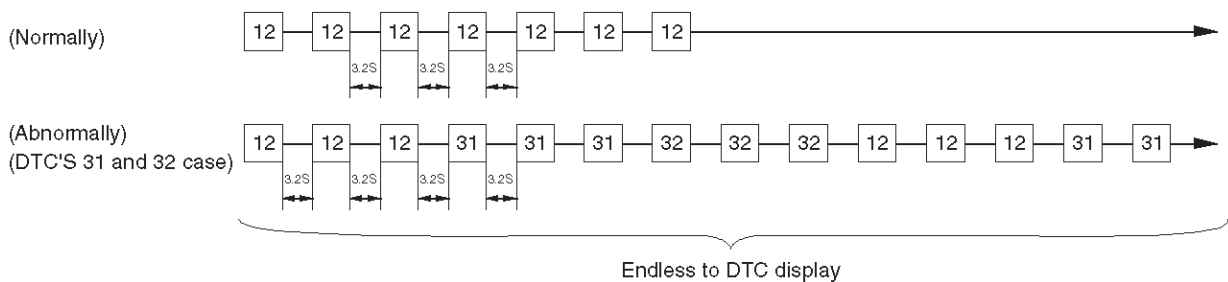 (Normally)
12 12 12 12 12 12 12
3.2S 3.2S 3.2S
(Abnormally)
(DTC'S 31 and 32 case)
12 12 12 31 31 31 32 32 32 12 12 12 31 31
3.2S 3.2S 3.2S 3.2S
Endless to DTC display